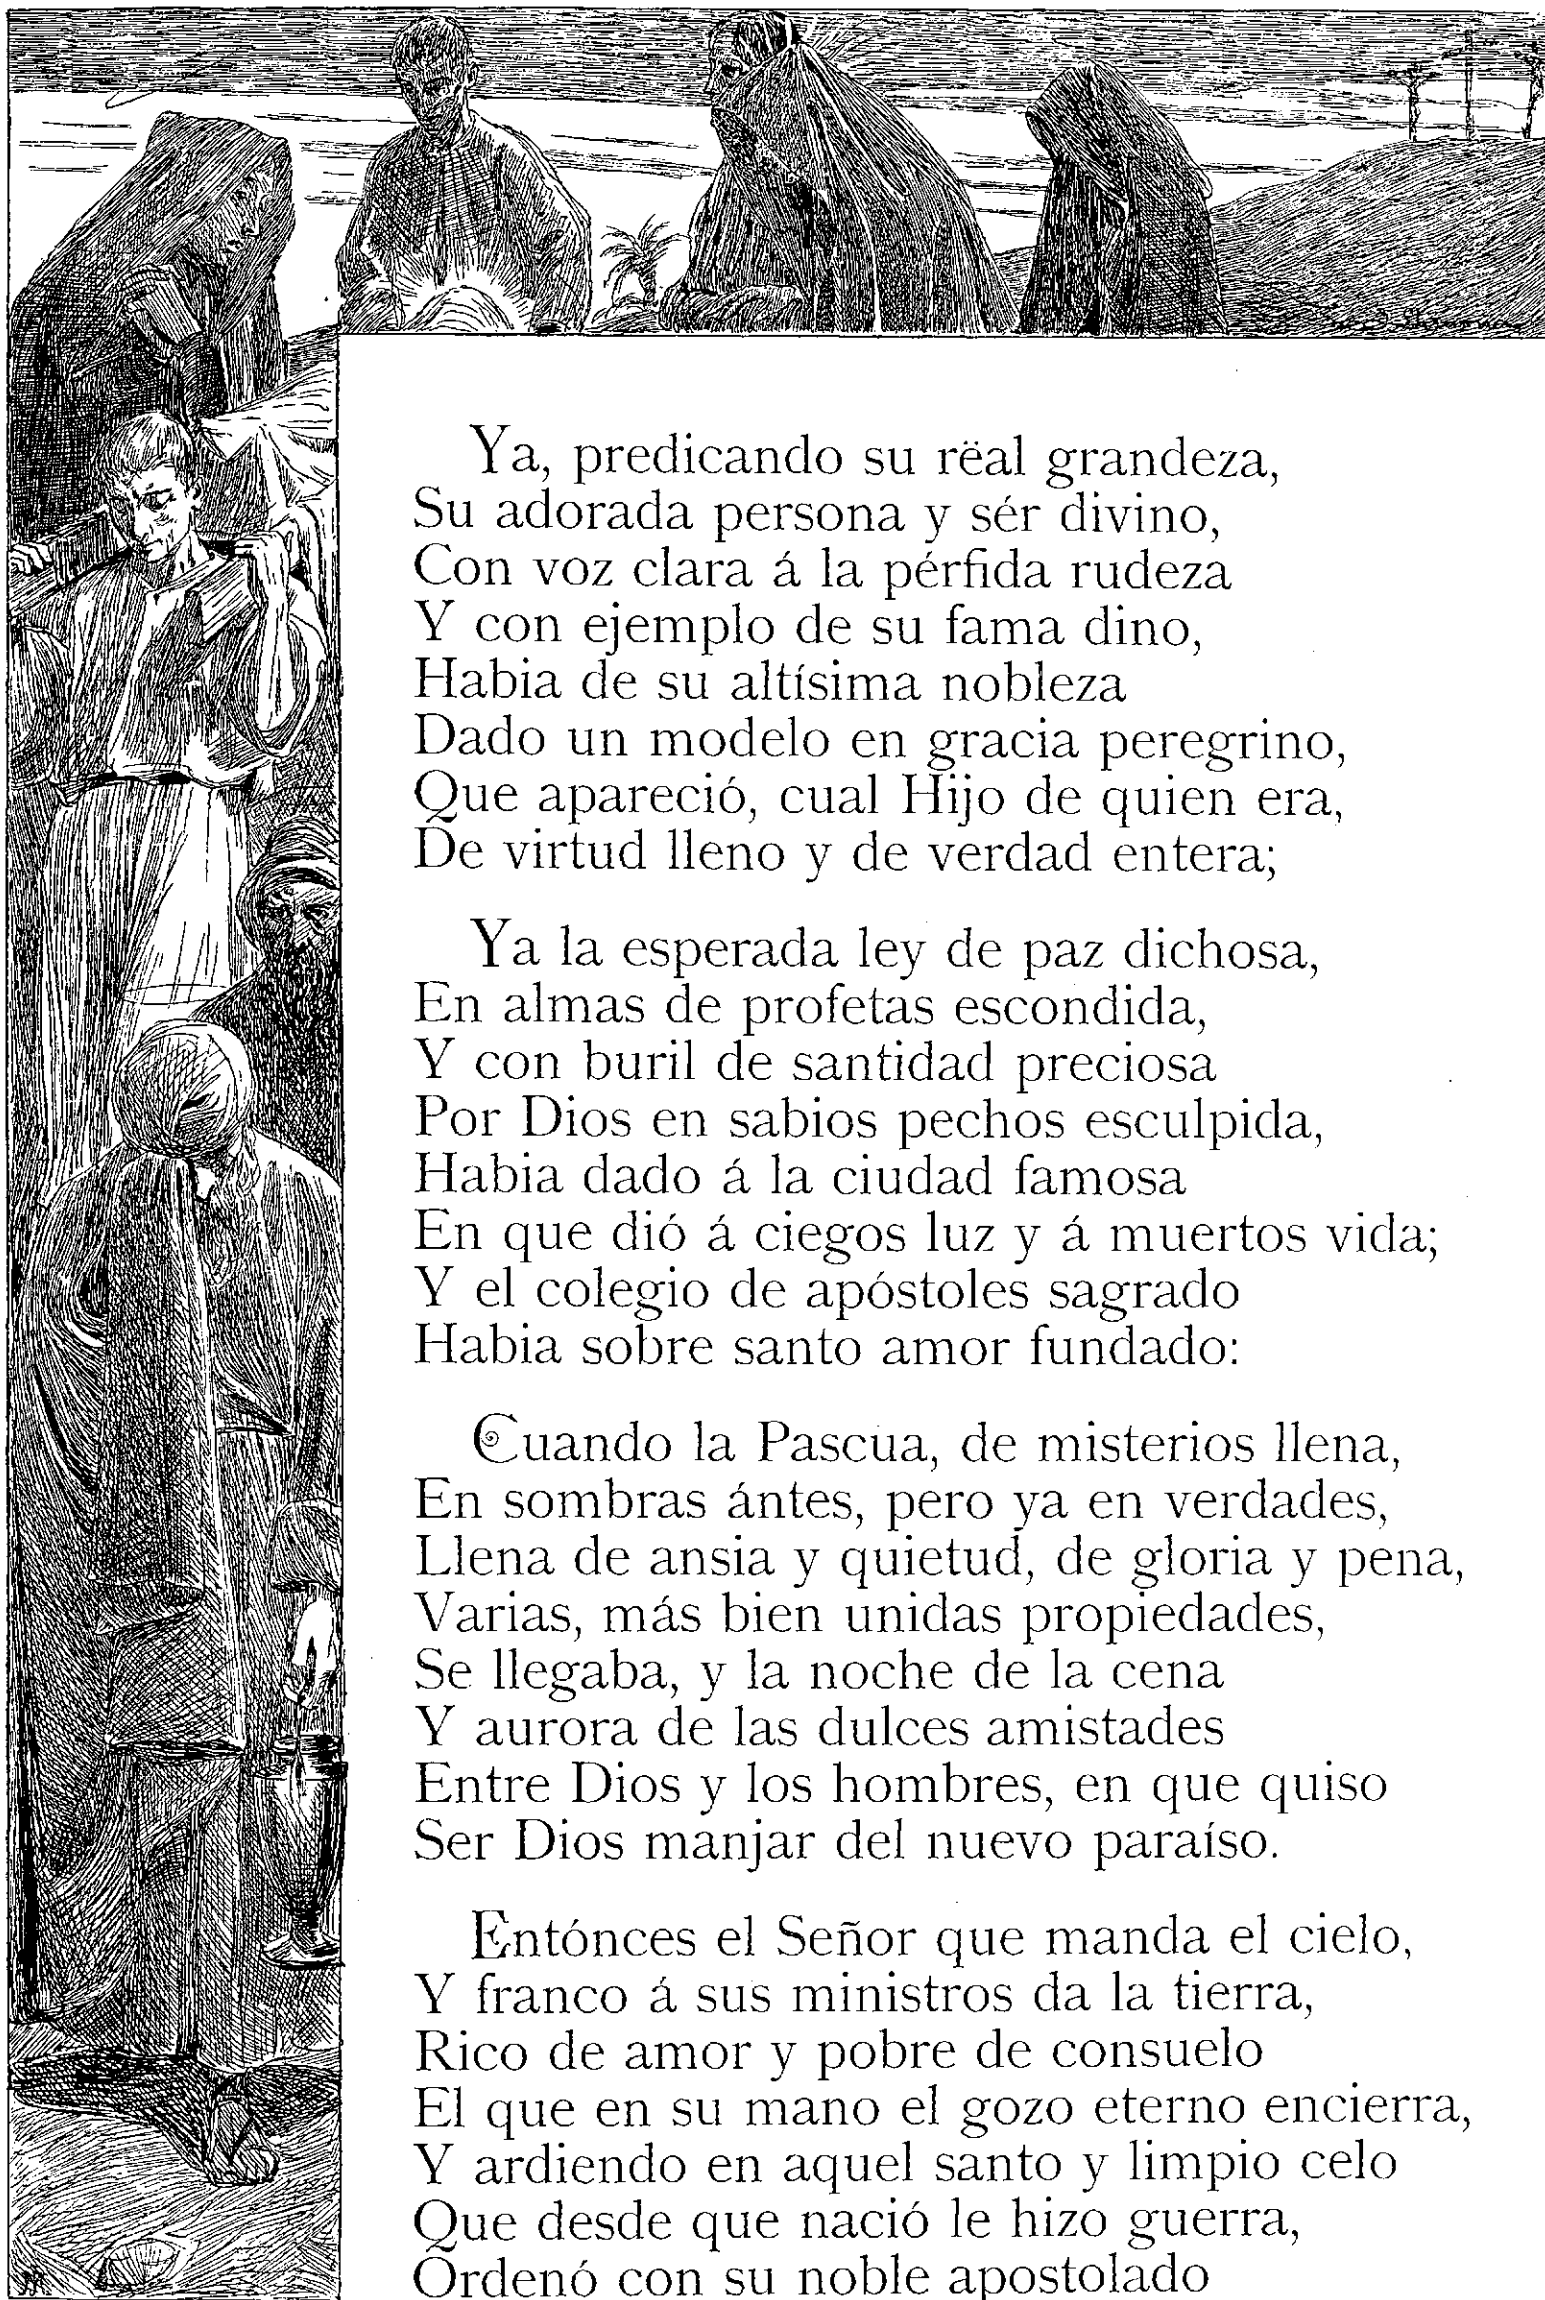 Ya, predicando su rëal grandeza,
Su adorada persona y sér divino,
Con voz clara á la pérfida rudeza
Y con ejemplo de su fama dino,
Habia de su altísima nobleza
Dado un modelo en gracia peregrino,
Que apareció, cual Hijo de quien era,
De virtud lleno y de verdad entera;
Ya la esperada ley de paz dichosa,
En almas de profetas escondida,
Y con buril de santidad preciosa
Por Dios en sabios pechos esculpida,
Habia dado á la ciudad famosa
En que dió á ciegos luz y á muertos vida;
Y el colegio de apóstoles sagrado
Habia sobre santo amor fundado:
Cuando la Pascua, de misterios llena,
En sombras ántes, pero ya en verdades,
Llena de ansia y quietud, de gloria y pena,
Varias, más bien unidas propiedades,
Se llegaba, y la noche de la cena
Y aurora de las dulces amistades
Entre Dios y los hombres, en que quiso
Ser Dios manjar del nuevo paraíso.
Entónces el Señor que manda el cielo,
Y franco á sus ministros da la tierra,
Rico de amor y pobre de consuelo
El que en su mano el gozo eterno encierra,
Y ardiendo en aquel santo y limpio celo
Que desde que nació le hizo guerra,
Ordenó con su noble apostolado